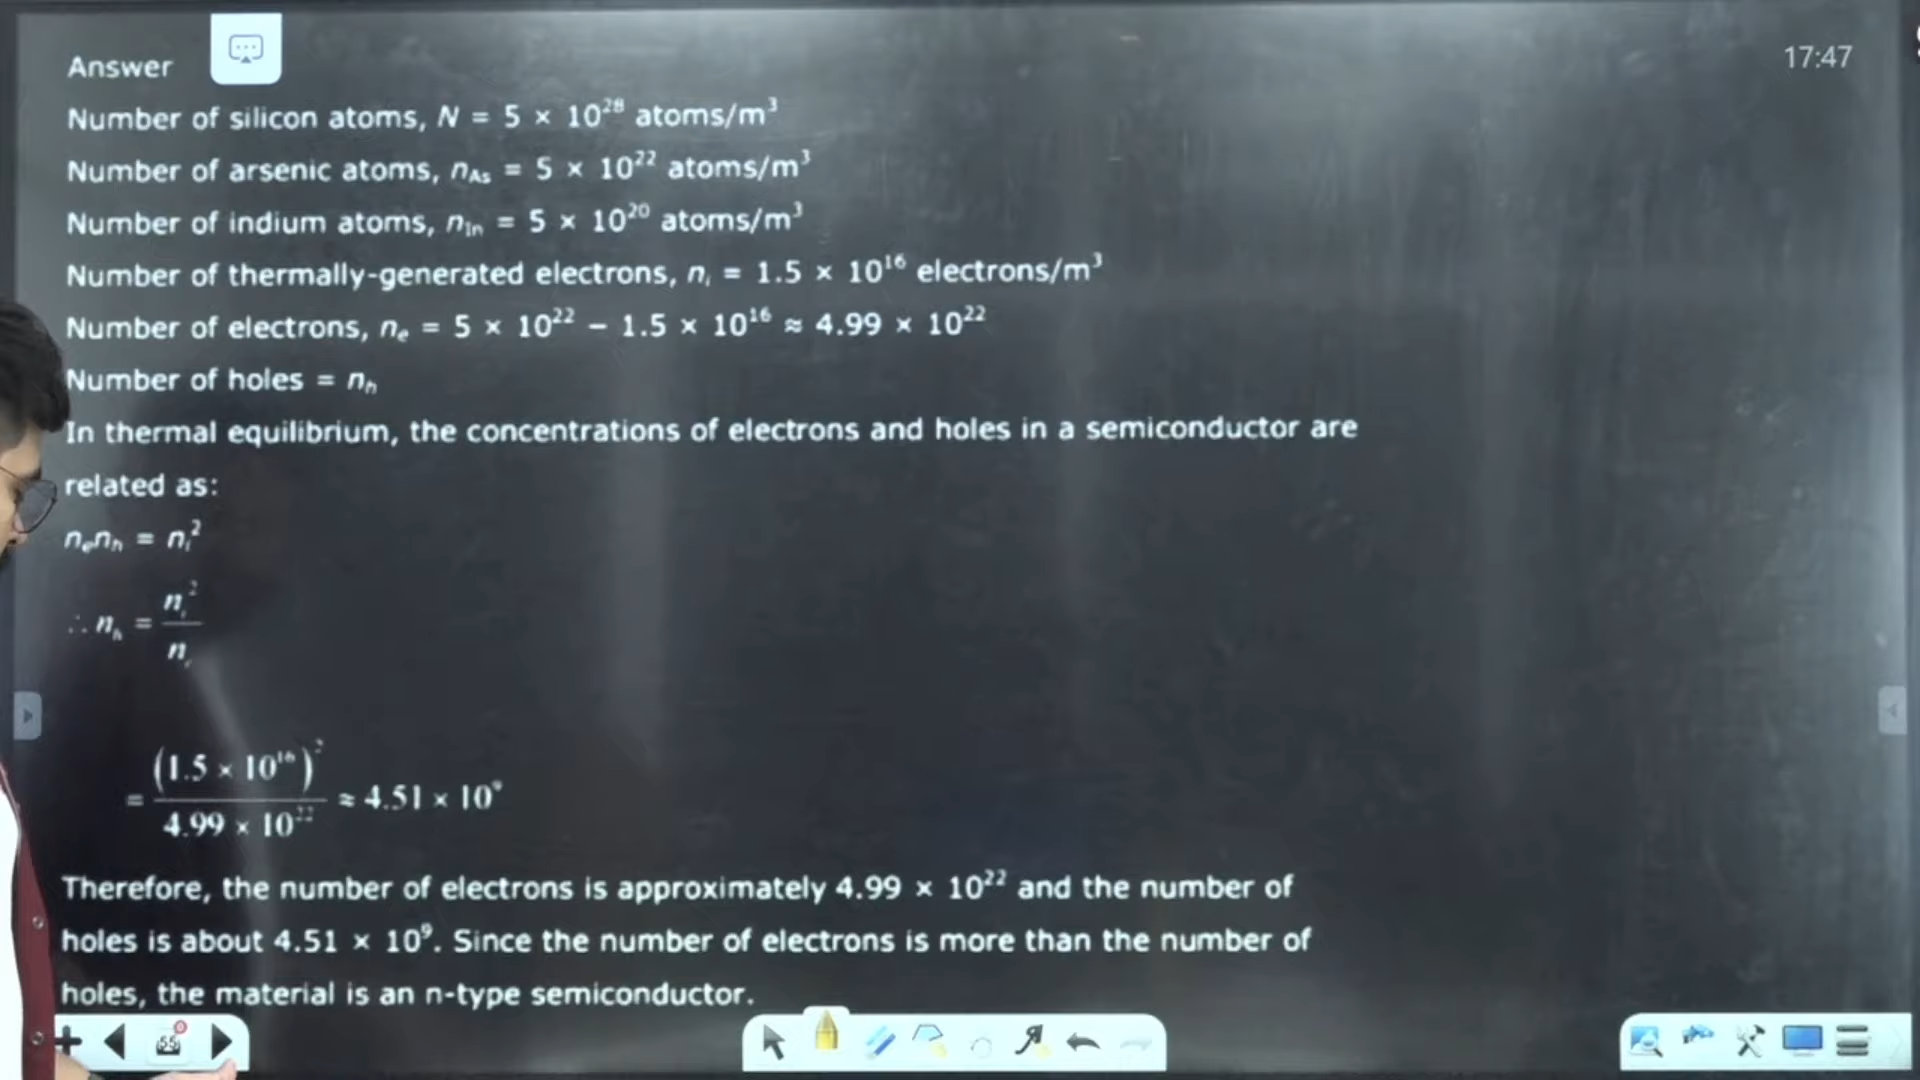 Answer
17:47
Number of silicon atoms, N = 5 × 10²⁸ atoms/m³
Number of arsenic atoms, n_As = 5 × 10²² atoms/m³
Number of indium atoms, n_In = 5 × 10²⁰ atoms/m³
Number of thermally-generated electrons, n_i = 1.5 × 10¹⁶ electrons/m³
Number of electrons, n_e = 5 × 10²² − 1.5 × 10¹⁶ ≈ 4.99 × 10²²
Number of holes = n_h
In thermal equilibrium, the concentrations of electrons and holes in a semiconductor are
related as:
n_e n_h = n_i²
∴ n_h = n_i² / n_e
= (1.5 × 10¹⁶)² / 4.99 × 10²² ≈ 4.51 × 10⁹
Therefore, the number of electrons is approximately 4.99 × 10²² and the number of
holes is about 4.51 × 10⁹. Since the number of electrons is more than the number of
holes, the material is an n-type semiconductor.
55
0